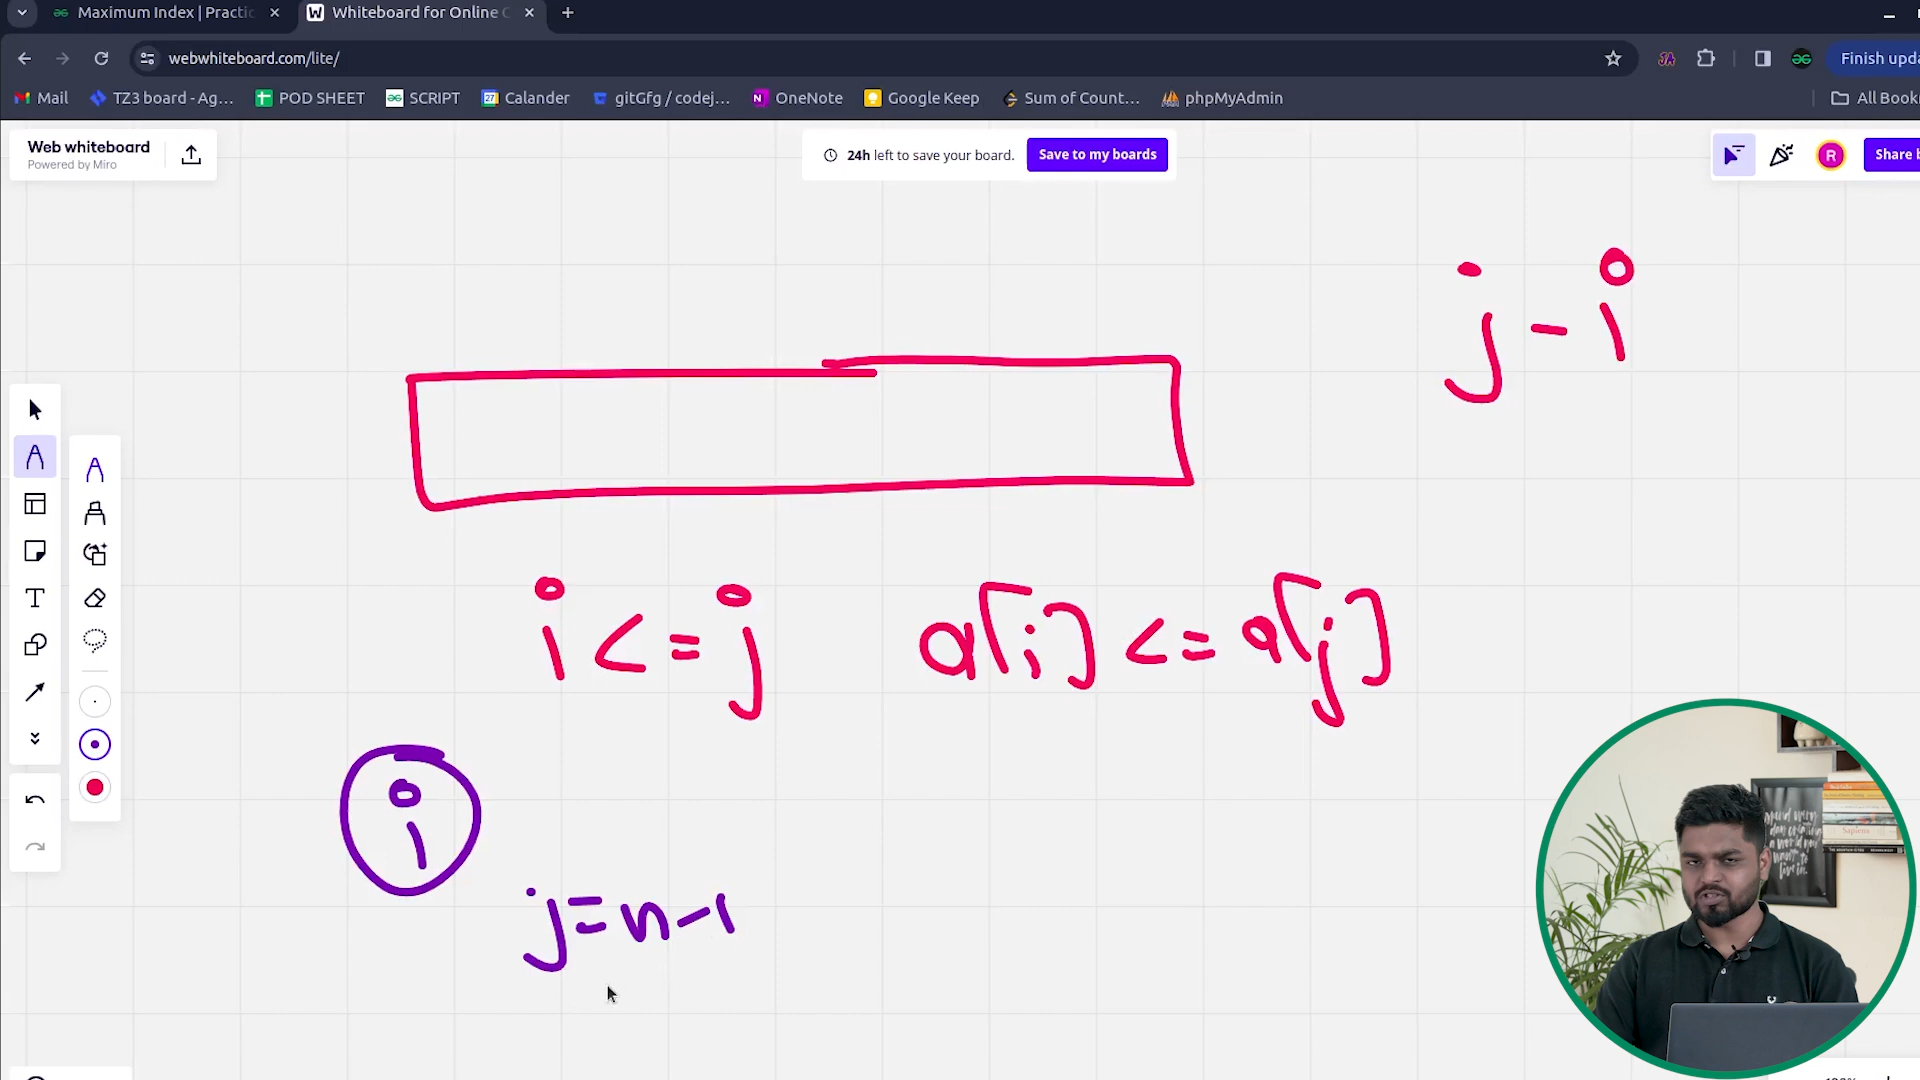 Maximum Index | Practic
Whiteboard for Online C
webwhiteboard.com/lite/
Finish upda
Mail
TZ3 board - Ag...
POD SHEET
SCRIPT
Calander
gitGfg / codej...
OneNote
Google Keep
Sum of Count...
phpMyAdmin
All Book
Web whiteboard
Powered by Miro
24h left to save your board.
Save to my boards
R
Share b
j - i
i <= j
a[i] <= a[j]
i
j = n - 1
Sapiens